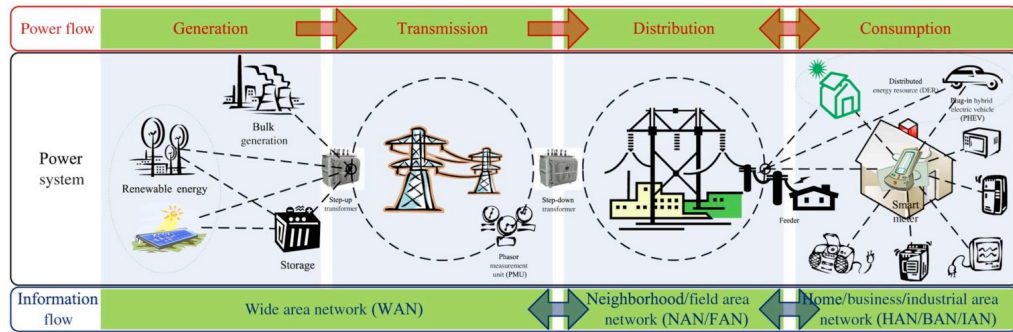 Power flow
Generation
Transmission
Distribution
Consumption
Power
system
Bulk
generation
Renewable energy
Storage
Step-up
transformer
Phasor
measurement
unit (PMU)
Step-down
transformer
Feeder
Distributed
energy resource (DER)
Plug-in hybrid
electric vehicle
(PHEV)
Smart
meter
Information
flow
Wide area network (WAN)
Neighborhood/field area
network (NAN/FAN)
Home/business/industrial area
network (HAN/BAN/IAN)